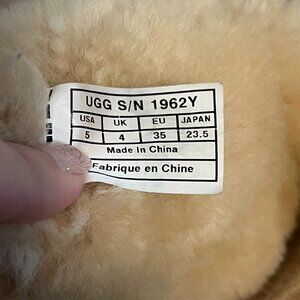 UGG S/N 1962Y
USA UK EU JAPAN
5 4 35 23.5
Made In China
Fabrique en Chine